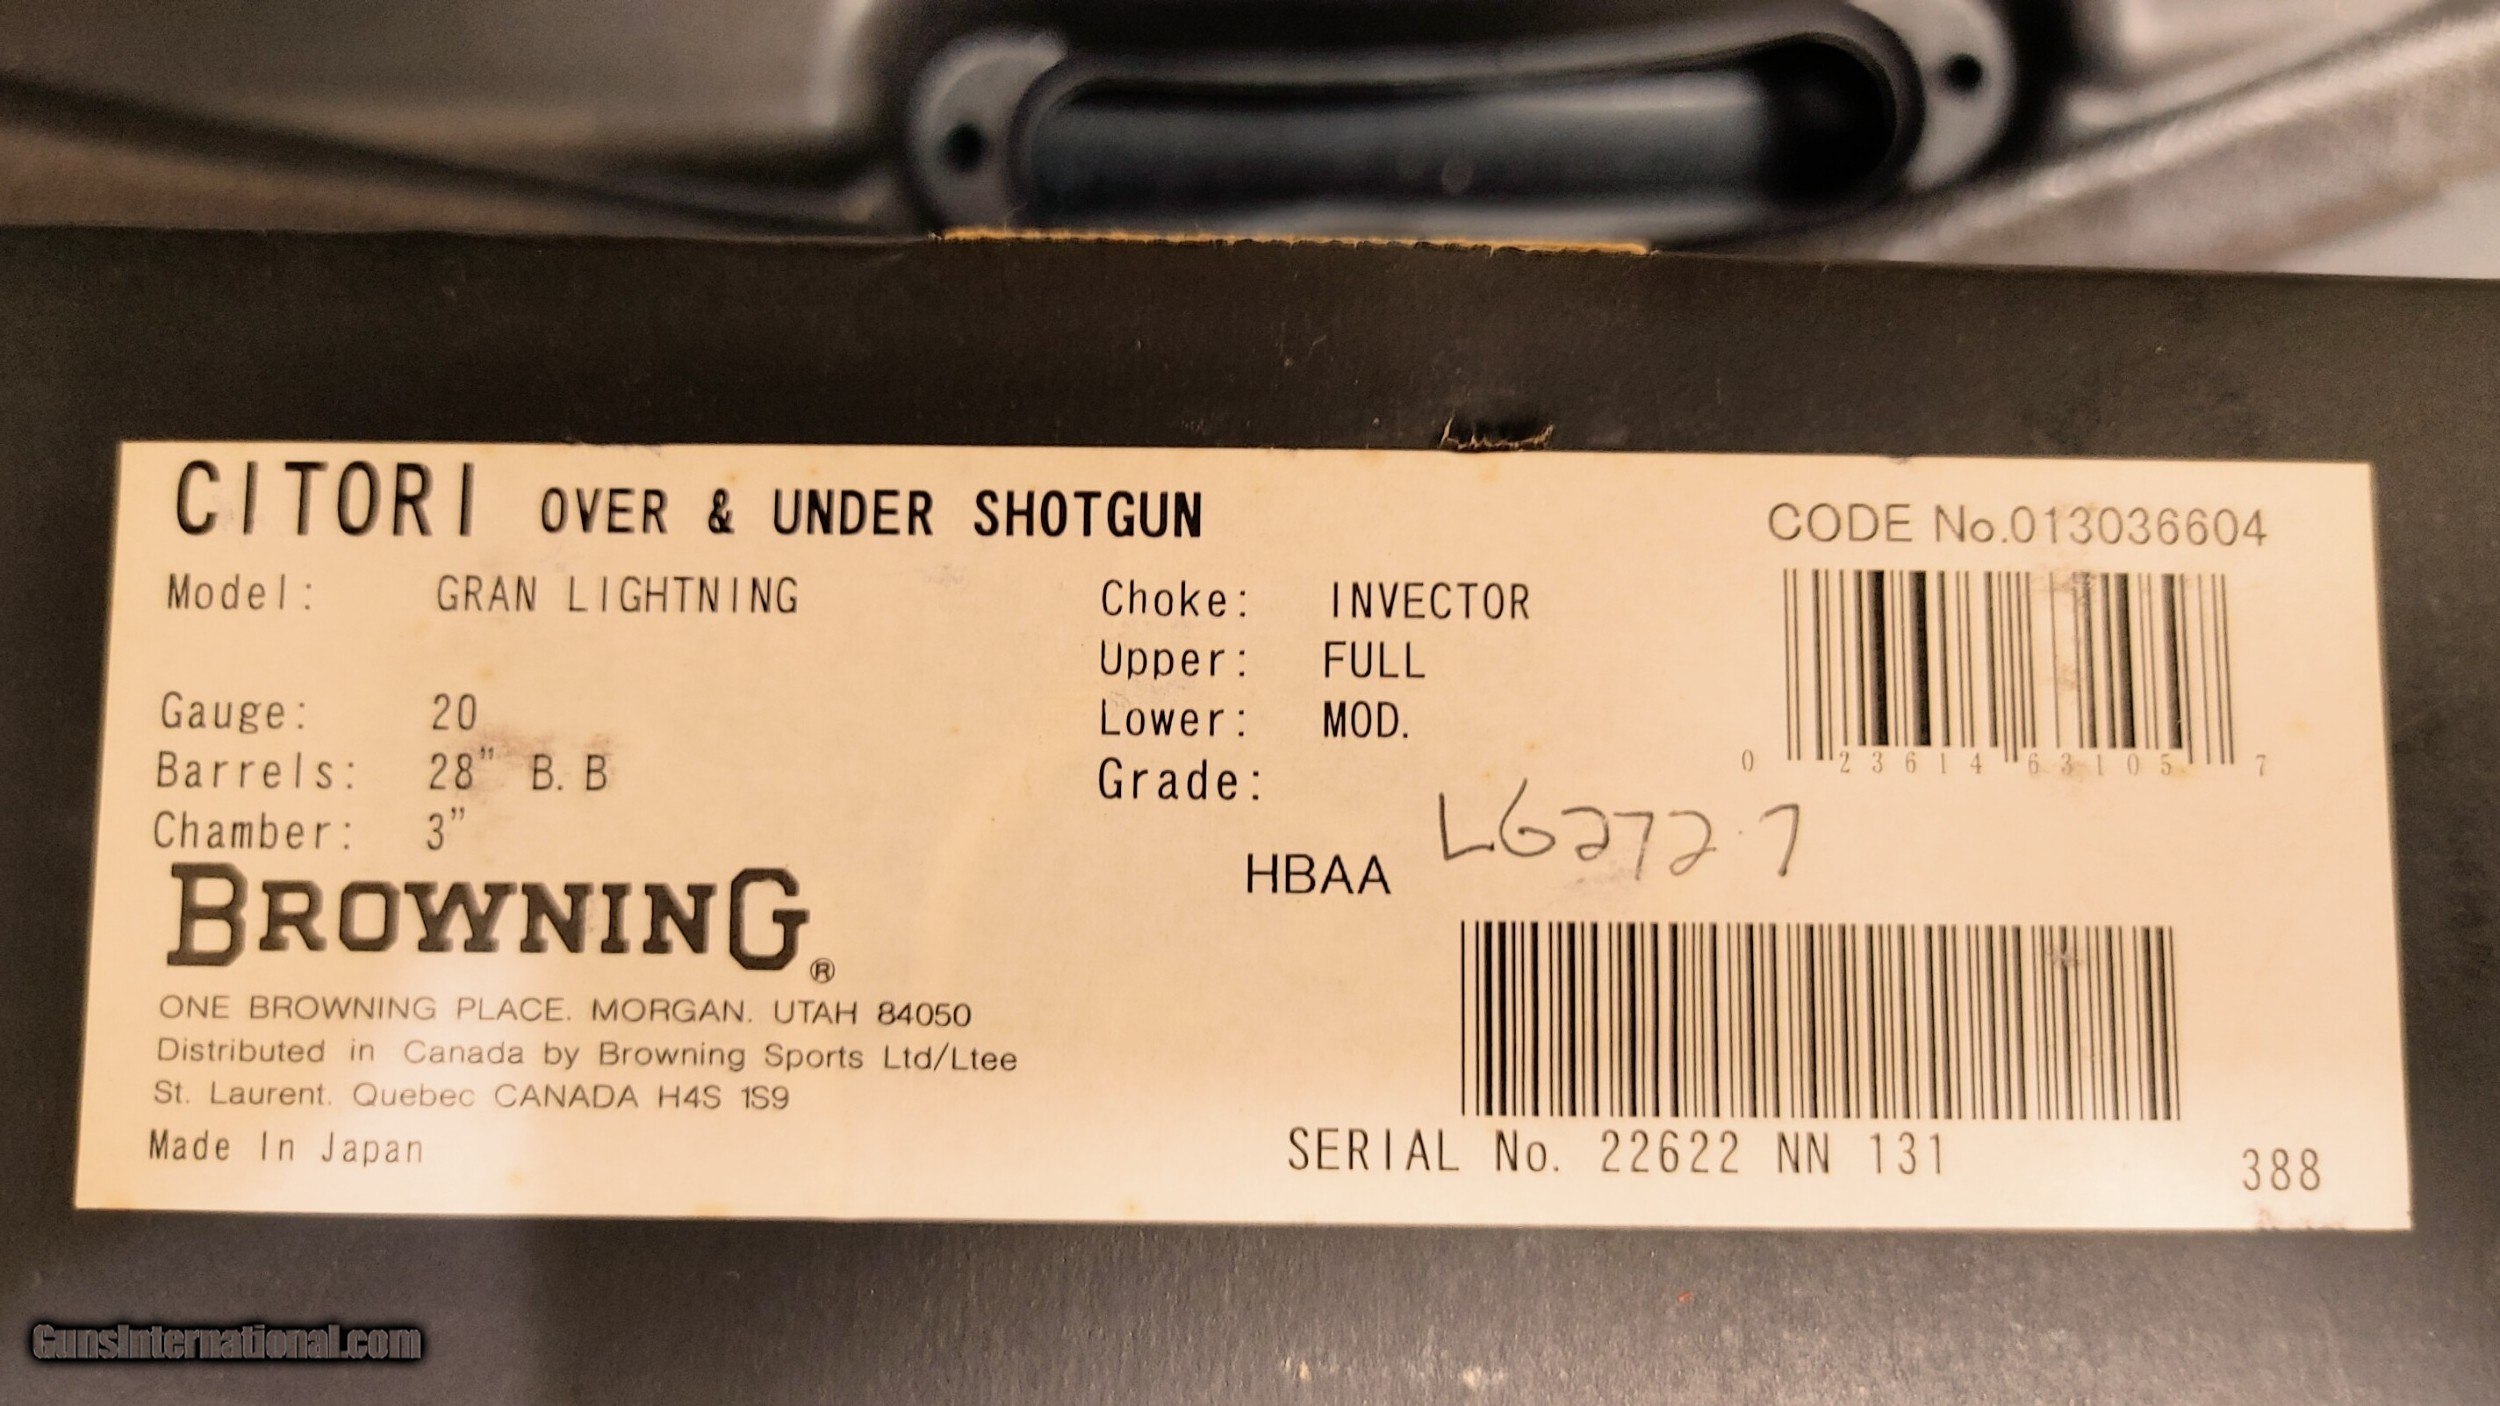 CITORI OVER & UNDER SHOTGUN
CODE No.013036604
Model: GRAN LIGHTNING
Choke: INVECTOR
Upper: FULL
Lower: MOD.
Grade:
Gauge: 20
Barrels: 28" B. B
Chamber: 3"
0 23614 63105 7
LG272.7
HBAA
BROWNING®
ONE BROWNING PLACE. MORGAN. UTAH 84050
Distributed in Canada by Browning Sports Ltd/Ltee
St. Laurent. Quebec CANADA H4S 1S9
Made In Japan
SERIAL No. 22622 NN 131
388
GunsInternational.com